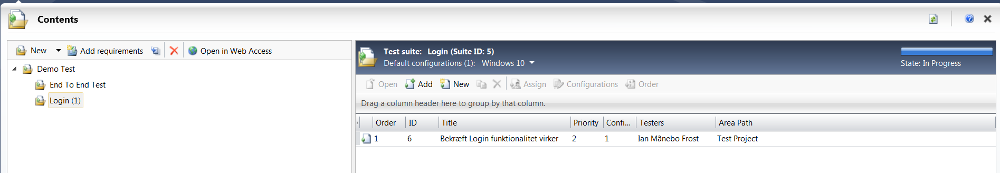 Contents
New Add requirements Open in Web Access
Demo Test
End To End Test
Login (1)
Test suite: Login (Suite ID: 5)
Default configurations (1): Windows 10
State: In Progress
Open Add New Assign Configurations Order
Drag a column header here to group by that column.
Order ID Title Priority Confi... Testers Area Path
1 6 Bekræft Login funktionalitet virker 2 1 Ian Mãnebo Frost Test Project